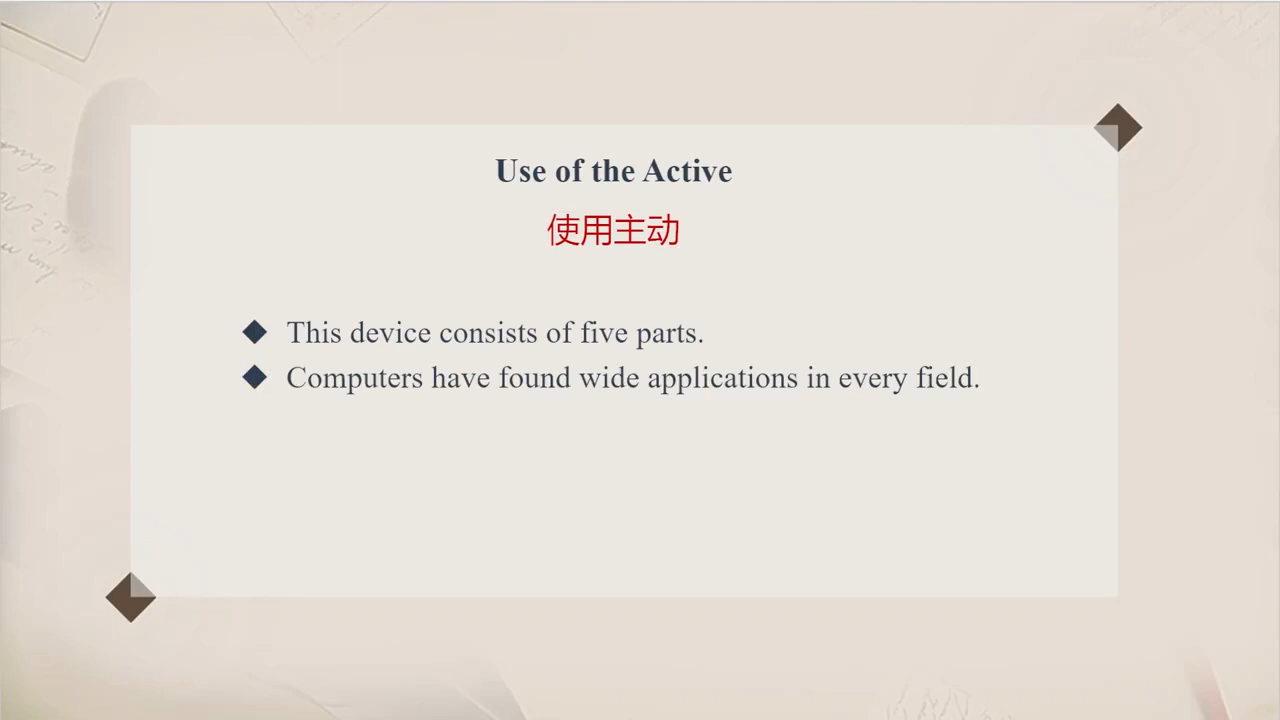 Use of the Active
使用主动
This device consists of five parts.
Computers have found wide applications in every field.